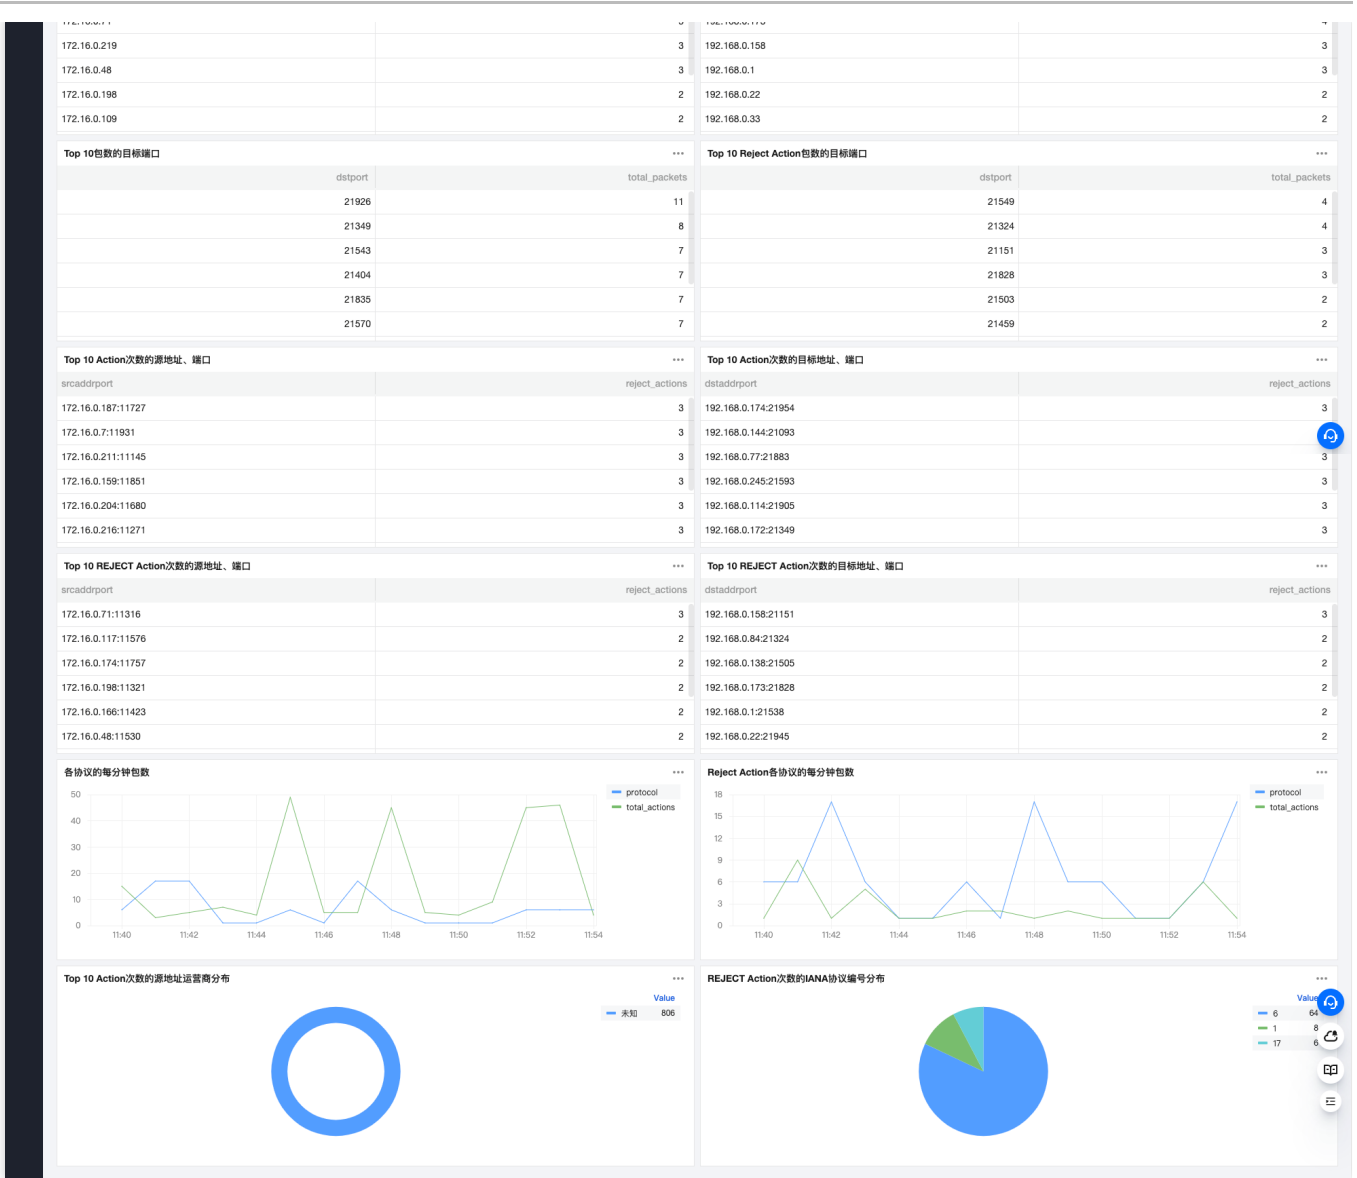 172.16.0.219 3 192.168.0.158 3
172.16.0.48 3 192.168.0.1 3
172.16.0.198 2 192.168.0.22 2
172.16.0.109 2 192.168.0.33 2
Top 10包数的目标端口
dstport total_packets
21926 11
21349 8
21543 7
21404 7
21835 7
21570 7
Top 10 Reject Action包数的目标端口
dstport total_packets
21549 4
21324 4
21151 3
21828 3
21503 2
21459 2
Top 10 Action次数的源地址、端口
srcaddrport reject_actions
172.16.0.187:11727 3
172.16.0.7:11931 3
172.16.0.211:11145 3
172.16.0.159:11851 3
172.16.0.204:11680 3
172.16.0.216:11271 3
Top 10 Action次数的目标地址、端口
dstaddrport reject_actions
192.168.0.174:21954 3
192.168.0.144:21093
192.168.0.77:21883 3
192.168.0.245:21593 3
192.168.0.114:21905 3
192.168.0.172:21349 3
Top 10 REJECT Action次数的源地址、端口
srcaddrport reject_actions
172.16.0.71:11316 3
172.16.0.117:11576 2
172.16.0.174:11757 2
172.16.0.198:11321 2
172.16.0.166:11423 2
172.16.0.48:11530 2
Top 10 REJECT Action次数的目标地址、端口
dstaddrport reject_actions
192.168.0.158:21151 3
192.168.0.84:21324 2
192.168.0.138:21505 2
192.168.0.173:21828 2
192.168.0.1:21538 2
192.168.0.22:21945 2
各协议的每分钟包数
50
40
30
20
10
0
11:40 11:42 11:44 11:46 11:48 11:50 11:52 11:54
protocol
total_actions
Reject Action各协议的每分钟包数
18
15
12
9
6
3
0
11:40 11:42 11:44 11:46 11:48 11:50 11:52 11:54
protocol
total_actions
Top 10 Action次数的源地址运营商分布
Value
未知 806
REJECT Action次数的IANA协议编号分布
Value
6 64
1 8
17 6